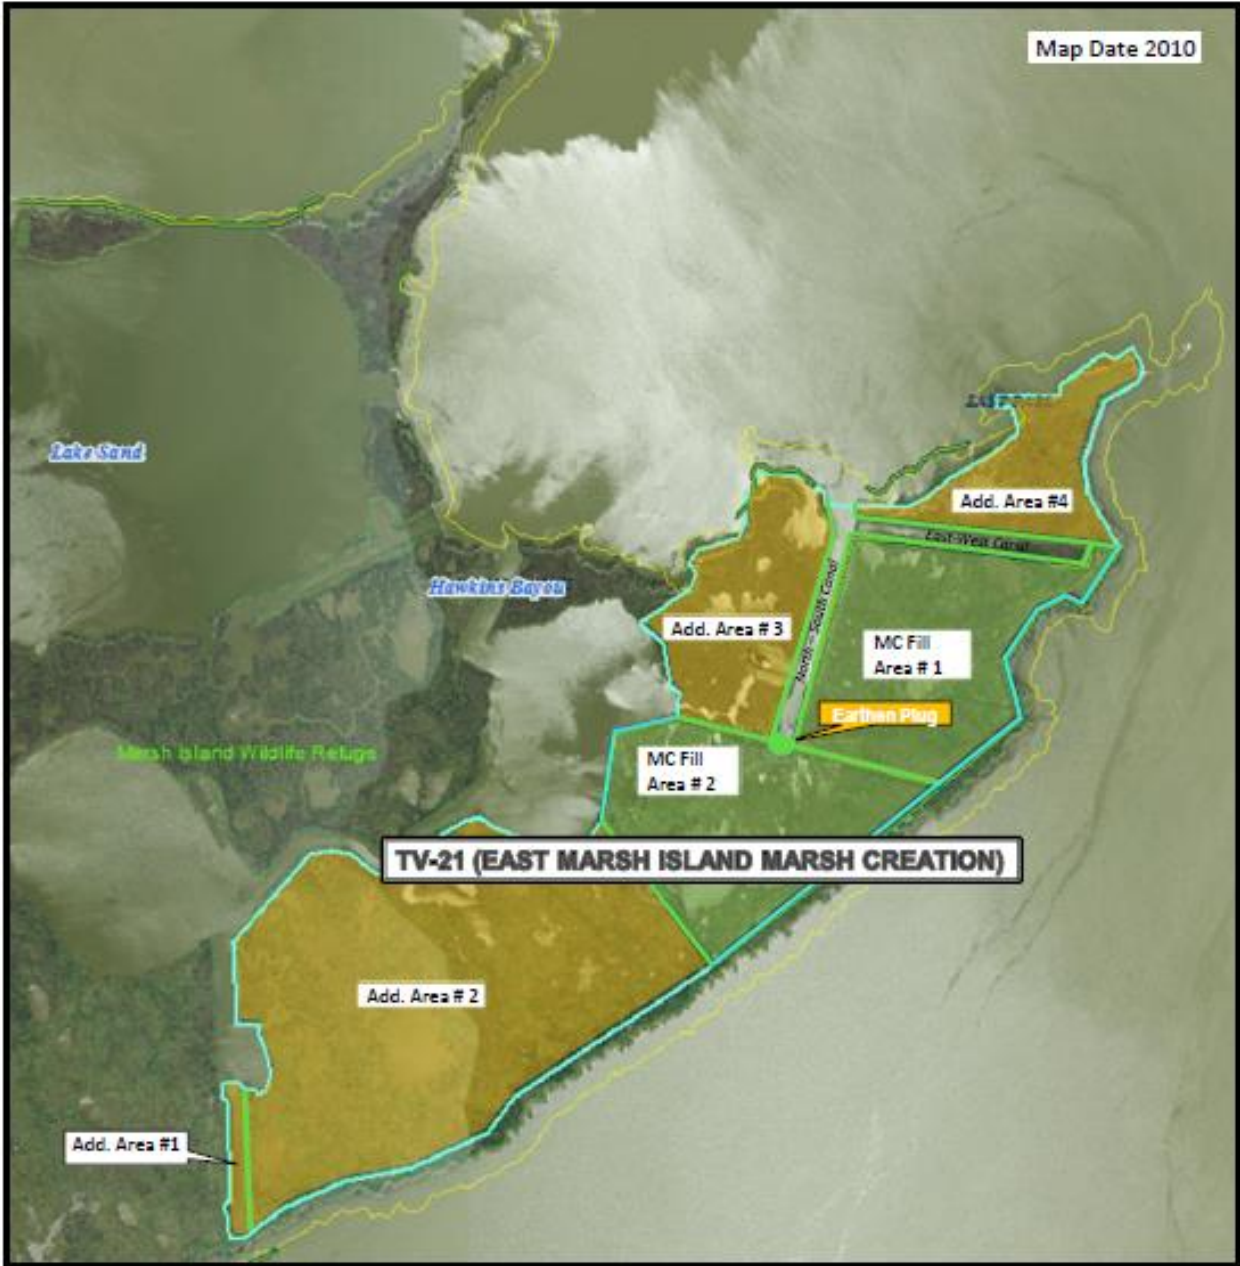 Map Date 2010
Lake Sand
Add. Area #4
East-West Canal
Hawkins Bayou
Add. Area # 3
North – South Canal
MC Fill
Area # 1
Earthen Plug
Marsh Island Wildlife Refuge
MC Fill
Area # 2
TV-21 (EAST MARSH ISLAND MARSH CREATION)
Add. Area # 2
Add. Area #1